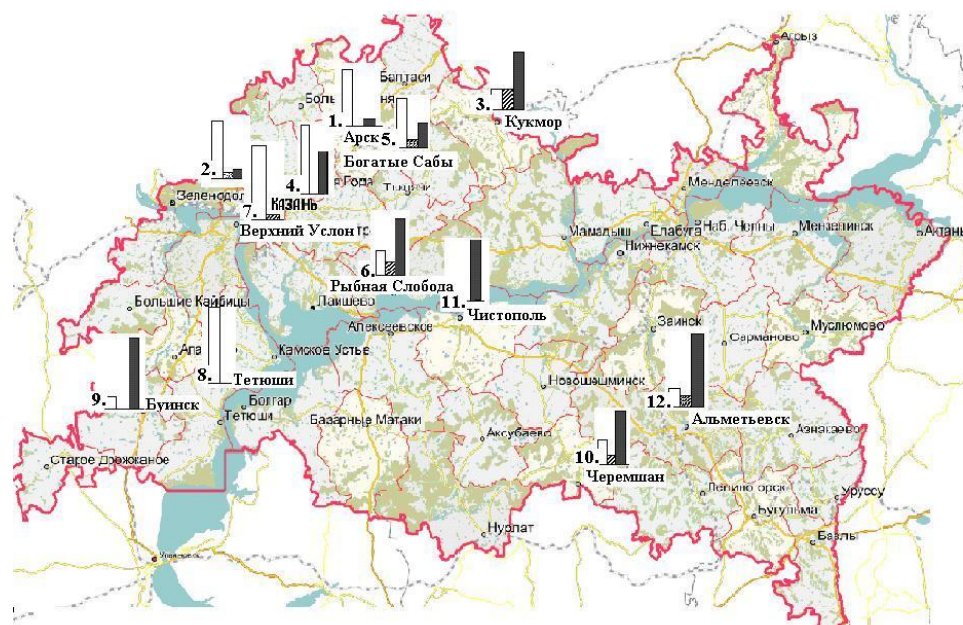 Агрыз
Балтаси
3.
Кукмор
1.
Арск
5.
Богатые Сабы
2.
4.
Менделеевск
Зеленодол
КАЗАНЬ
7.
Верхний Услон
Мамадыш
Елабуга
Наб. Челны
Мензелинск
Актаны
Нижнекамск
6.
Рыбная Слобода
11.
Чистополь
Большие Кайбицы
Лаишево
Алексеевское
Заинск
Муслюмово
Сарманово
Апа
8.
Тетюши
Камское Устье
9.
Буинск
Новошешминск
12.
Альметьевск
Болгар
Тетюши
Базарные Матаки
Аксубаево
Азнакаево
10.
Черемшан
Старое Дрожжаное
Лениногорск
Уруссу
Бугульма
Нурлат
Бавлы
Ульяновск